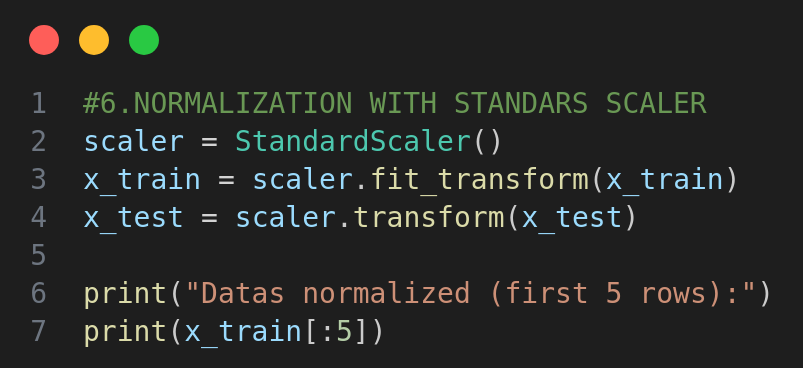 1 #6.NORMALIZATION WITH STANDARS SCALER
2 scaler = StandardScaler()
3 x_train = scaler.fit_transform(x_train)
4 x_test = scaler.transform(x_test)
5
6 print("Datas normalized (first 5 rows):")
7 print(x_train[:5])